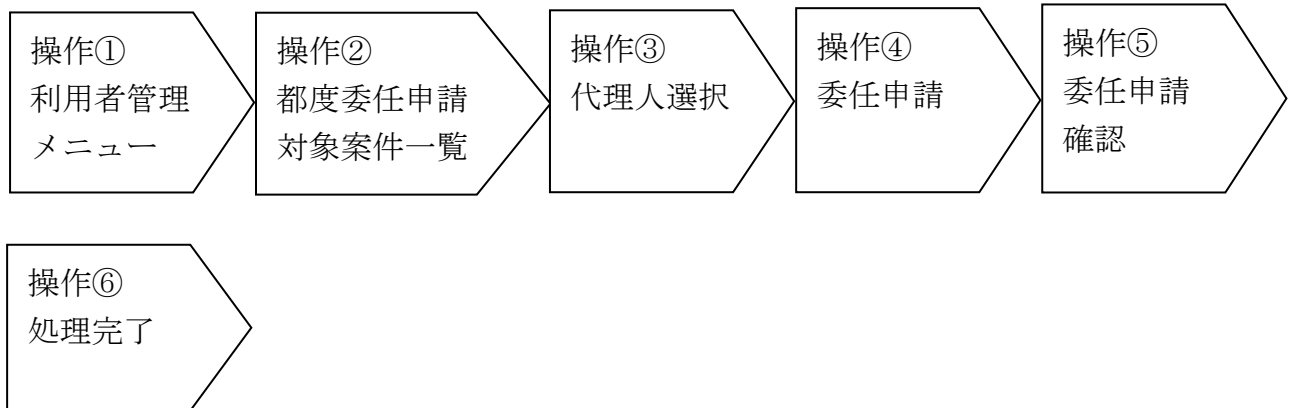 操作①
利用者管理
メニュー
操作②
都度委任申請
対象案件一覧
操作③
代理人選択
操作④
委任申請
操作⑤
委任申請
確認
操作⑥
処理完了